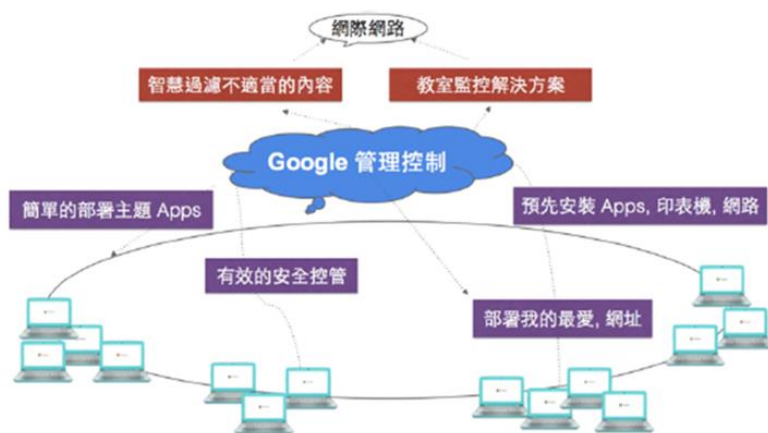 網際網路
智慧過濾不適當的內容
教室監控解決方案
Google 管理控制
簡單的部署主題 Apps
預先安裝 Apps, 印表機, 網路
有效的安全控管
部署我的最愛, 網址